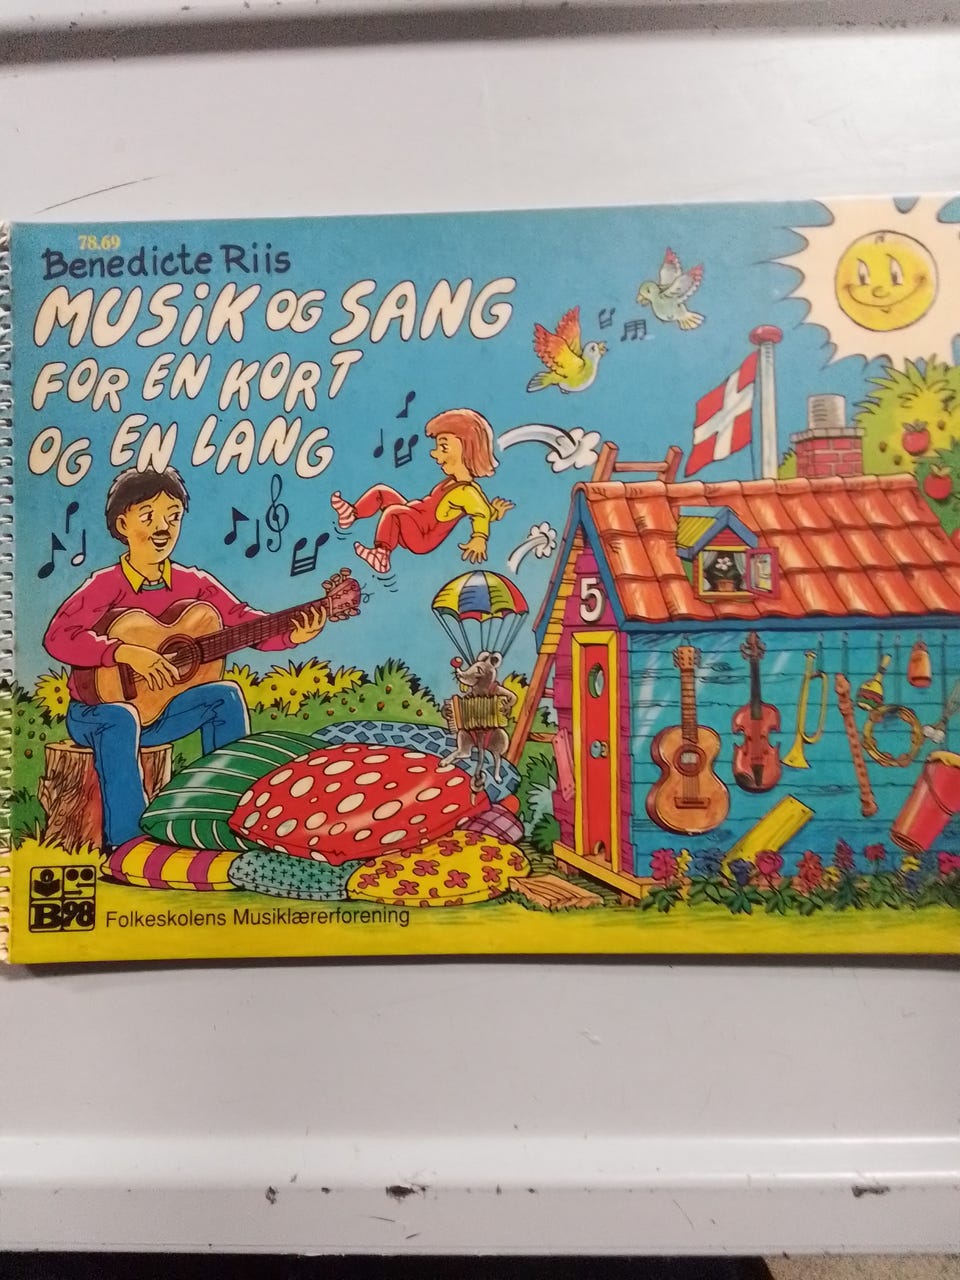 78.69
Benedicte Riis
MUSiK OG SANG
FOR EN KORT
OG EN LANG
5
B98 Folkeskolens Musiklærerforening